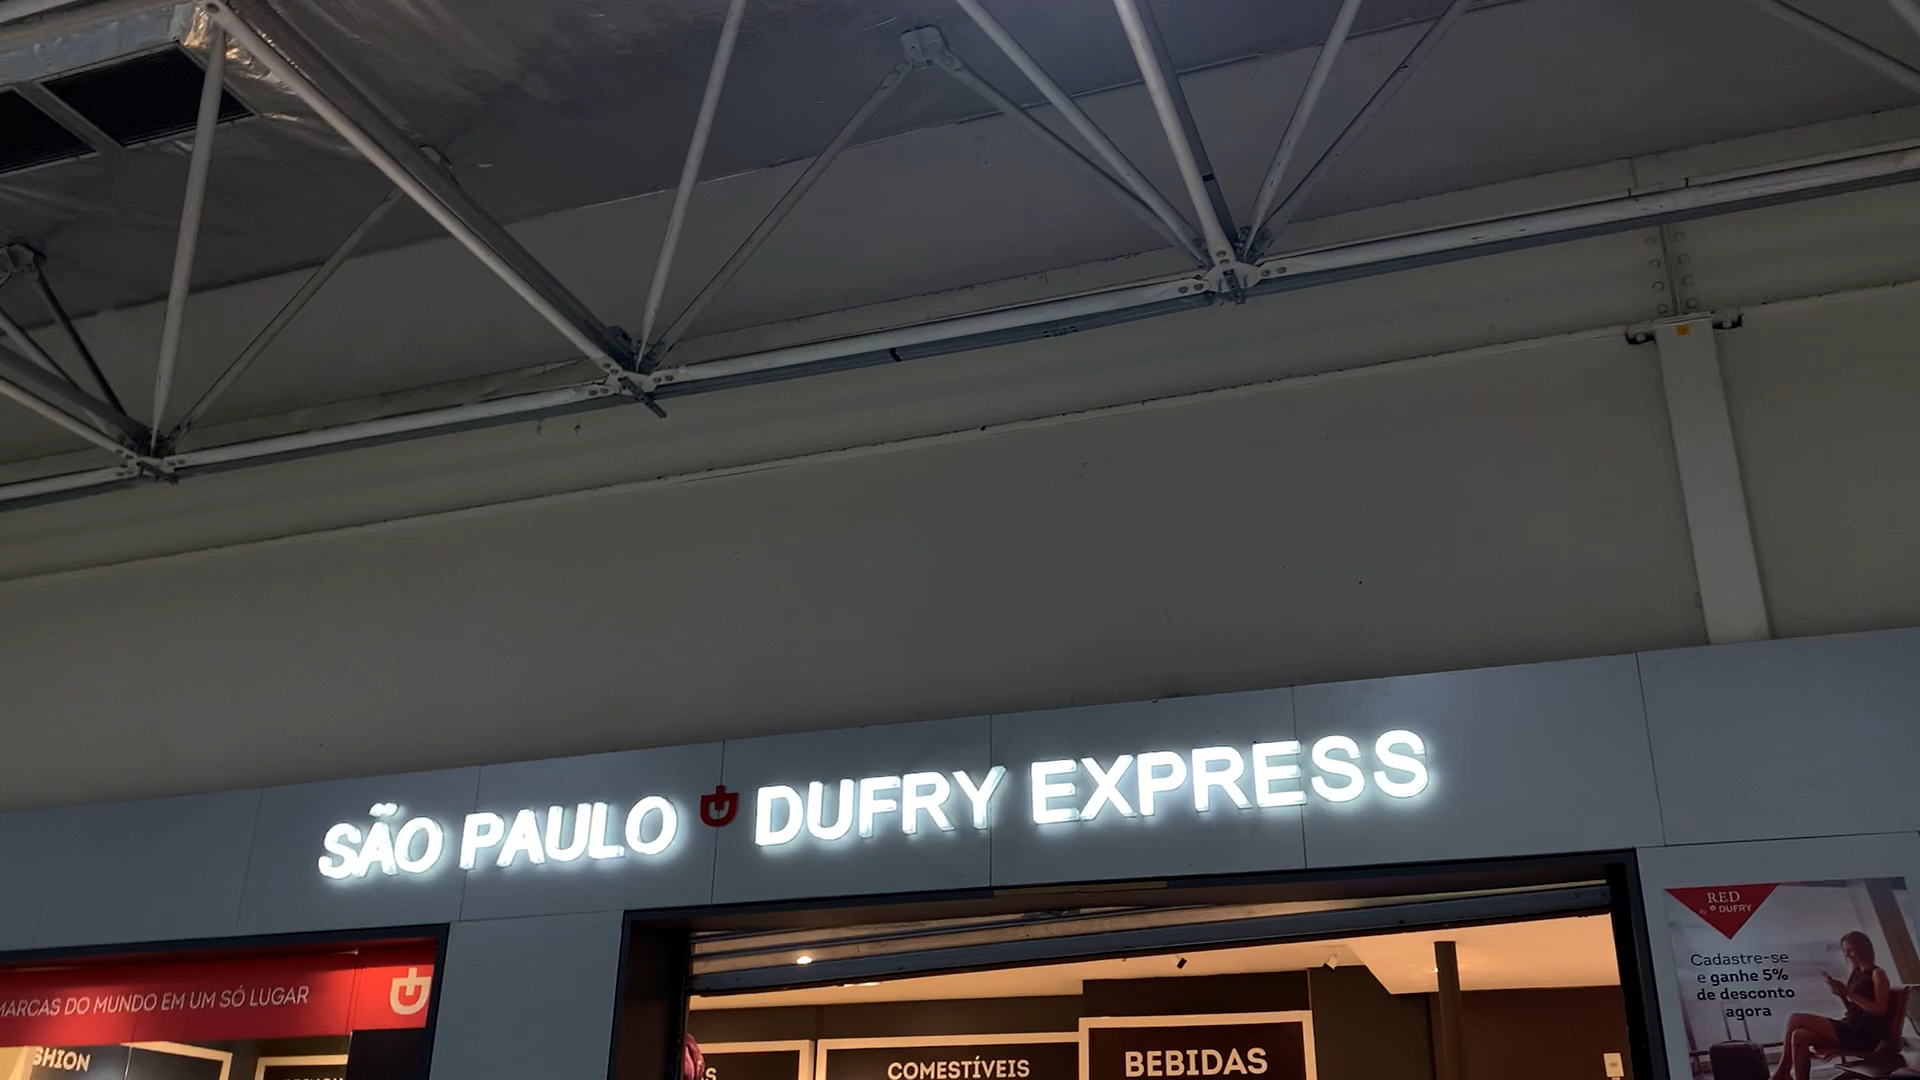 SÃO PAULO DUFRY EXPRESS
MARCAS DO MUNDO EM UM SÓ LUGAR
COMESTÍVEIS
BEBIDAS
RED
By DUFRY
Cadastre-se
e ganhe 5%
de desconto
agora